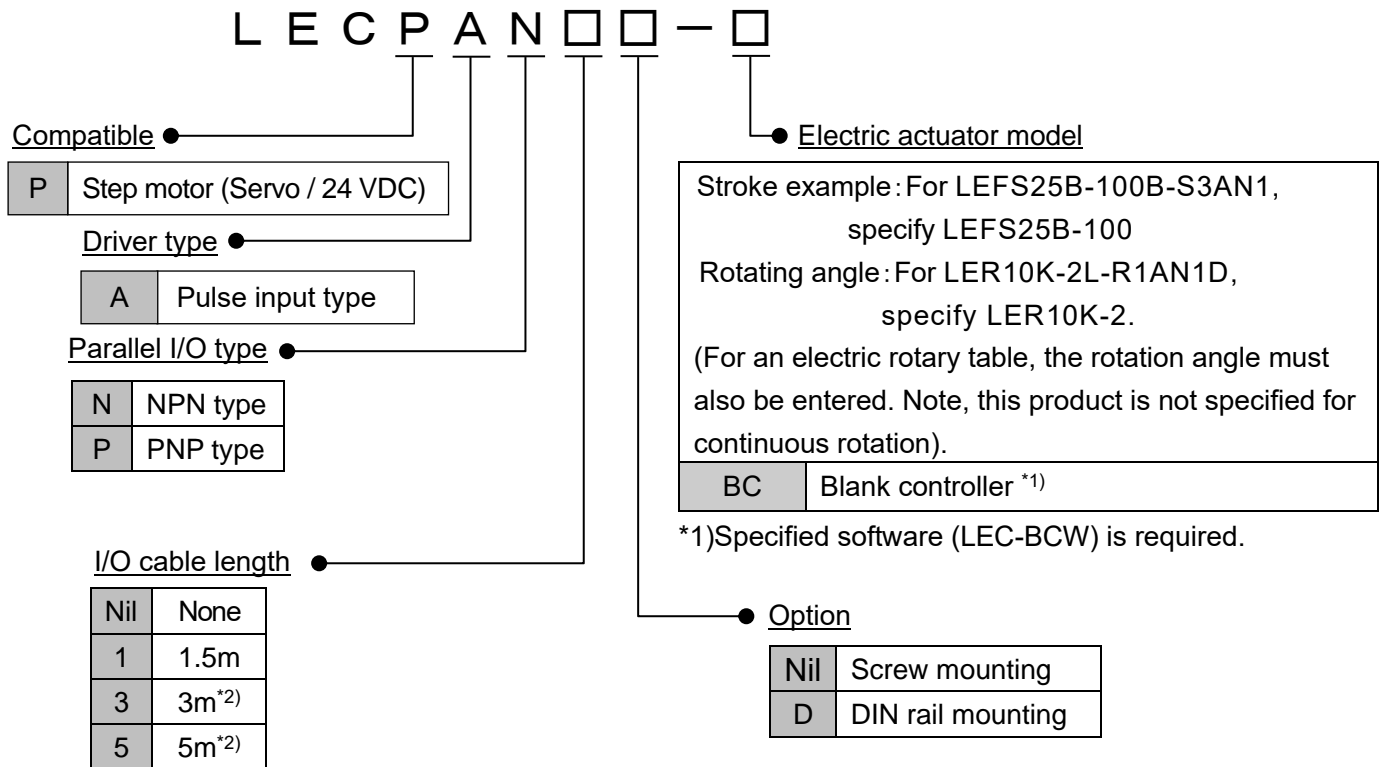 LECPAN□□-□
Compatible
P Step motor (Servo / 24 VDC)
Driver type
A Pulse input type
Parallel I/O type
N NPN type
P PNP type
I/O cable length
Nil None
1 1.5m
3 3m*2)
5 5m*2)
Electric actuator model
Stroke example:For LEFS25B-100B-S3AN1,
specify LEFS25B-100
Rotating angle:For LER10K-2L-R1AN1D,
specify LER10K-2.
(For an electric rotary table, the rotation angle must
also be entered. Note, this product is not specified for
continuous rotation).
BC Blank controller *1)
*1)Specified software (LEC-BCW) is required.
Option
Nil Screw mounting
D DIN rail mounting